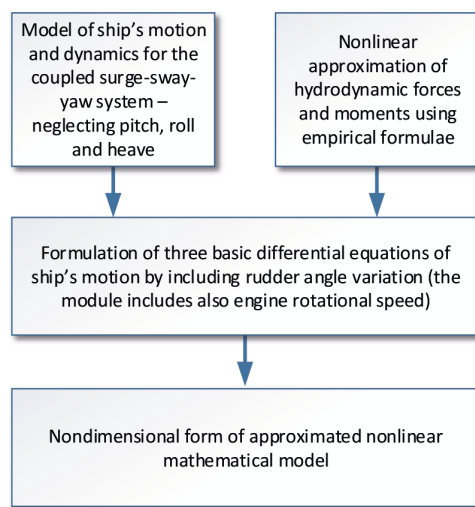 Model of ship's motion
and dynamics for the
coupled surge-sway-
yaw system –
neglecting pitch, roll
and heave
Nonlinear
approximation of
hydrodynamic forces
and moments using
empirical formulae
Formulation of three basic differential equations of
ship's motion by including rudder angle variation (the
module includes also engine rotational speed)
Nondimensional form of approximated nonlinear
mathematical model